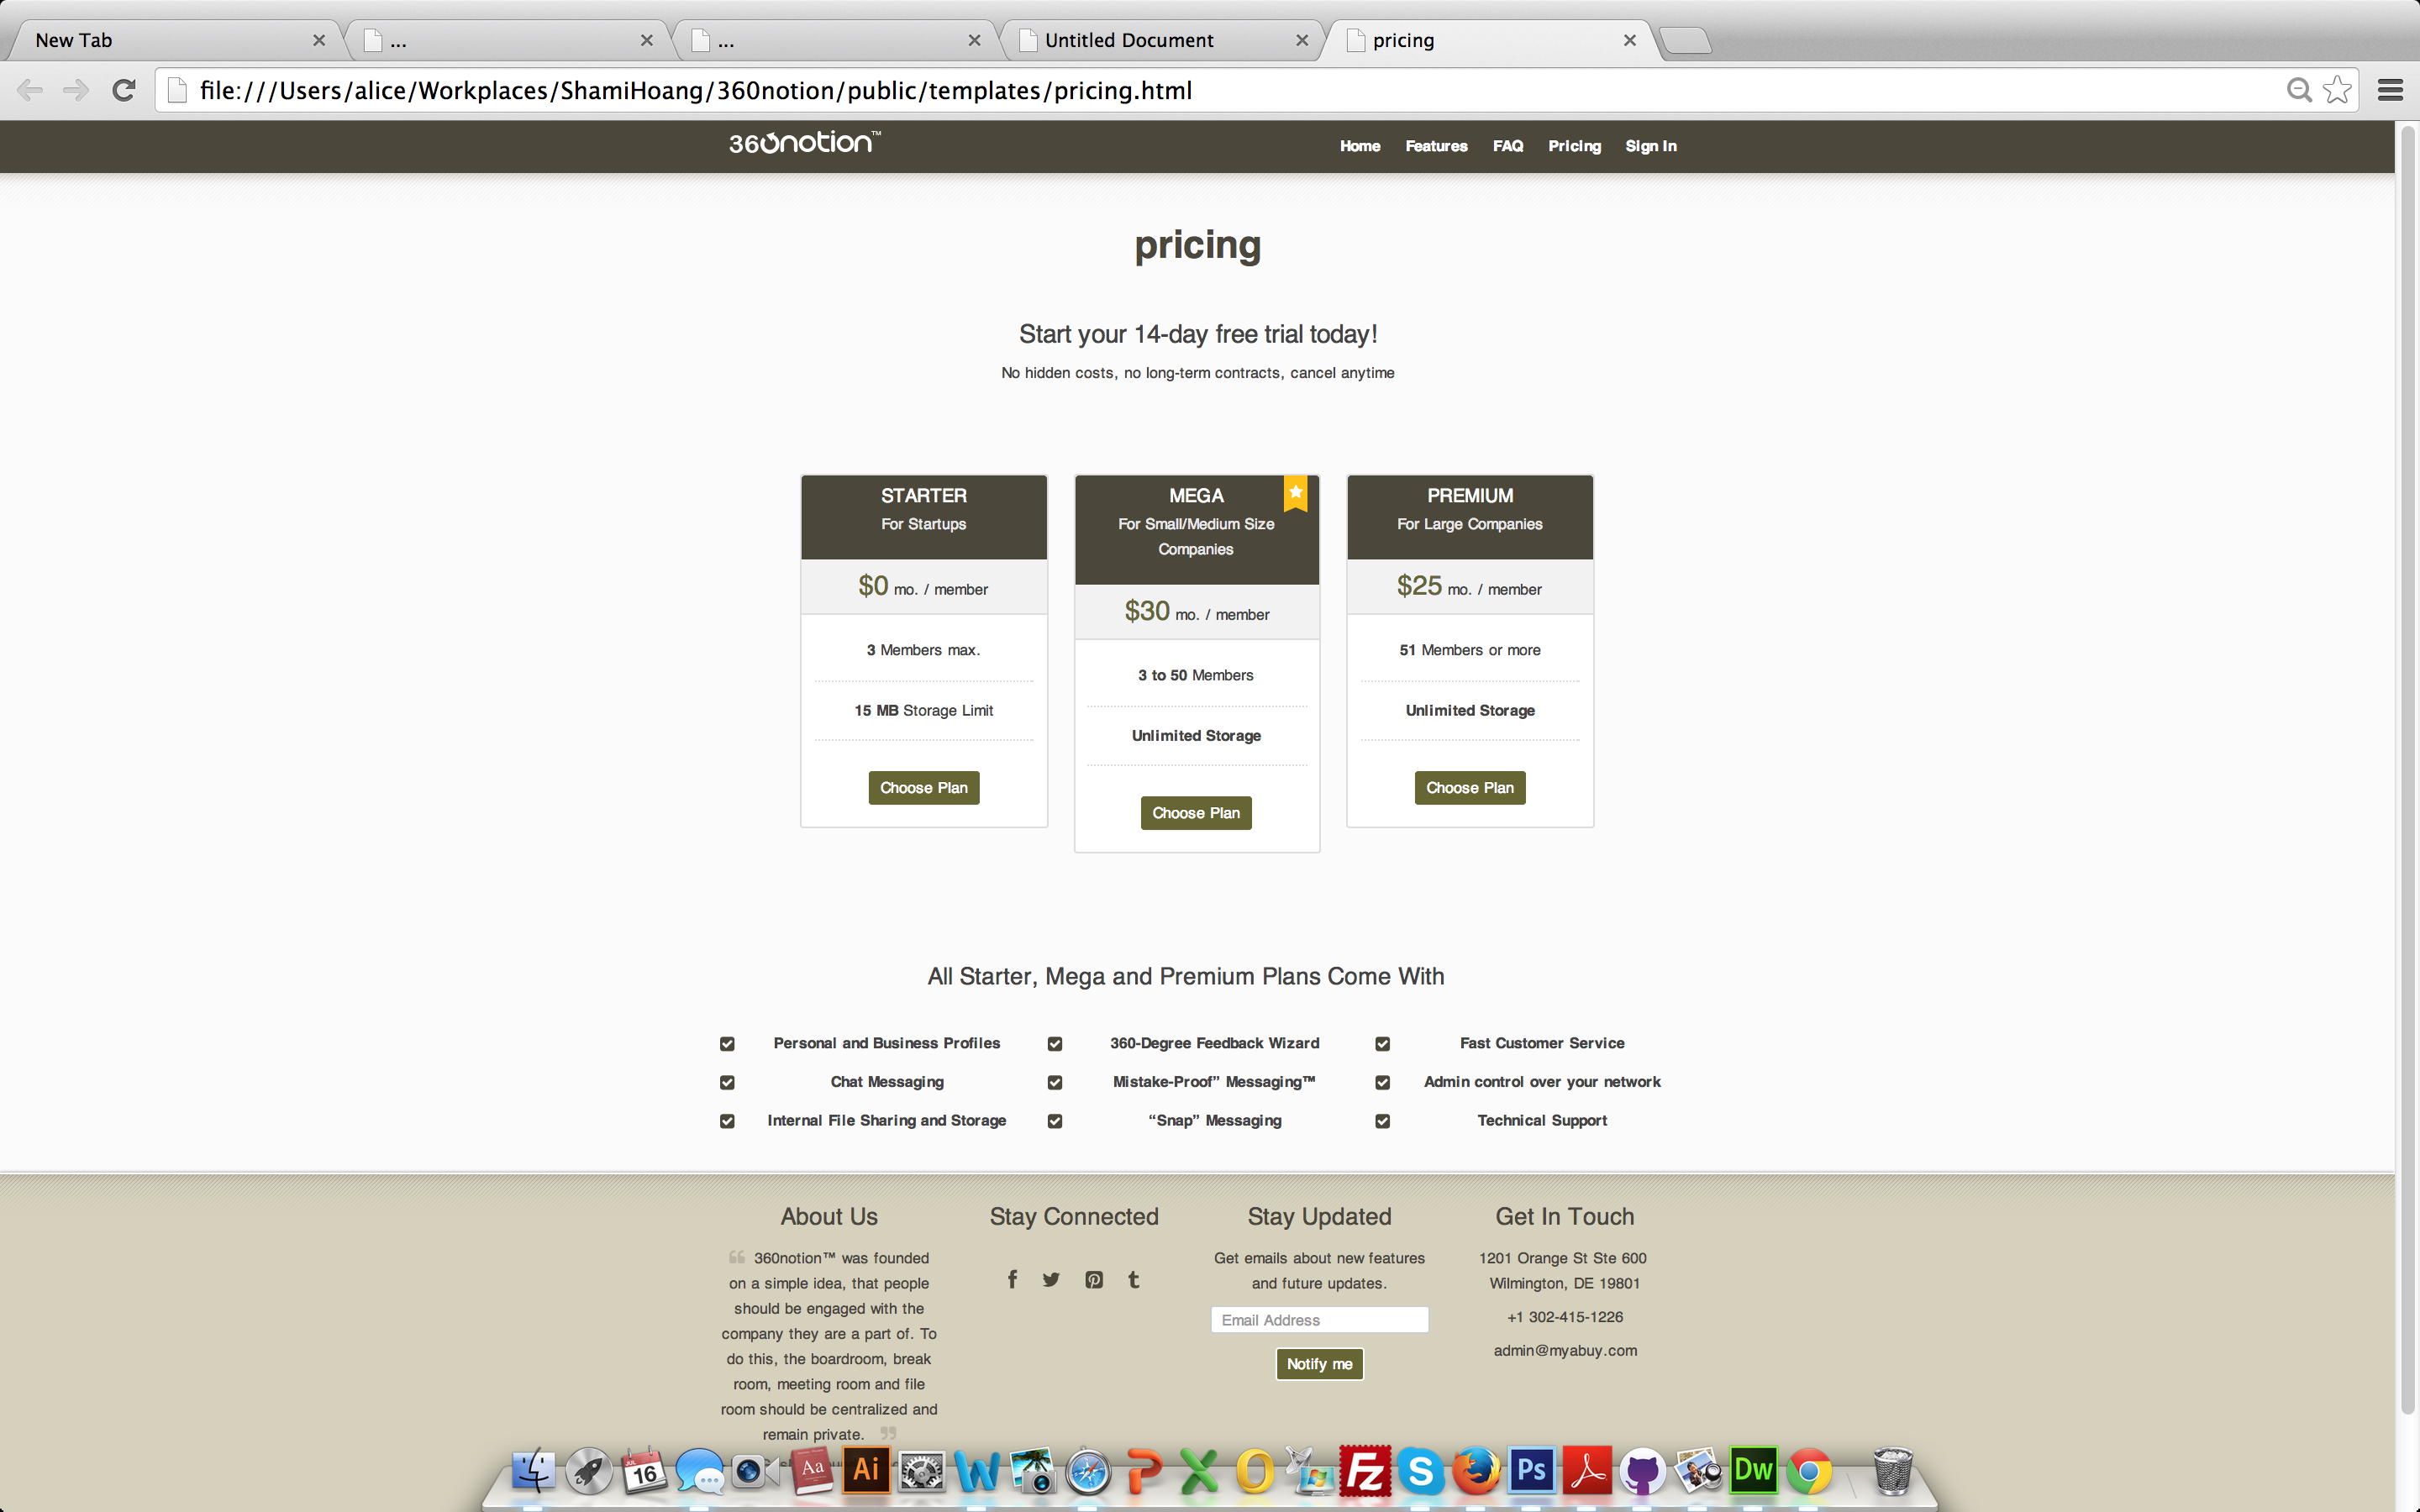 New Tab
...
...
Untitled Document
pricing
file:///Users/alice/Workplaces/ShamiHoang/360notion/public/templates/pricing.html
360notion™
Home Features FAQ Pricing Sign In
pricing
Start your 14-day free trial today!
No hidden costs, no long-term contracts, cancel anytime
STARTER
For Startups
$0 mo. / member
3 Members max.
15 MB Storage Limit
Choose Plan
MEGA
For Small/Medium Size
Companies
$30 mo. / member
3 to 50 Members
Unlimited Storage
Choose Plan
PREMIUM
For Large Companies
$25 mo. / member
51 Members or more
Unlimited Storage
Choose Plan
All Starter, Mega and Premium Plans Come With
Personal and Business Profiles
360-Degree Feedback Wizard
Fast Customer Service
Chat Messaging
Mistake-Proof” Messaging™
Admin control over your network
Internal File Sharing and Storage
“Snap” Messaging
Technical Support
About Us
“ 360notion™ was founded
on a simple idea, that people
should be engaged with the
company they are a part of. To
do this, the boardroom, break
room, meeting room and file
room should be centralized and
remain private. ”
Stay Connected
Stay Updated
Get emails about new features
and future updates.
Email Address
Notify me
Get In Touch
1201 Orange St Ste 600
Wilmington, DE 19801
+1 302-415-1226
admin@myabuy.com
JUL
16
Aa
Ai
W
P
X
O
Fz
S
Ps
Dw